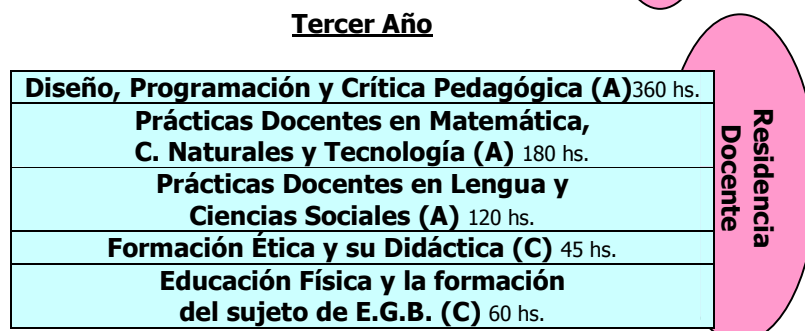 Tercer Año
Diseño, Programación y Crítica Pedagógica (A)360 hs.
Prácticas Docentes en Matemática,
C. Naturales y Tecnología (A) 180 hs.
Prácticas Docentes en Lengua y
Ciencias Sociales (A) 120 hs.
Formación Ética y su Didáctica (C) 45 hs.
Educación Física y la formación
del sujeto de E.G.B. (C) 60 hs.
Residencia
Docente